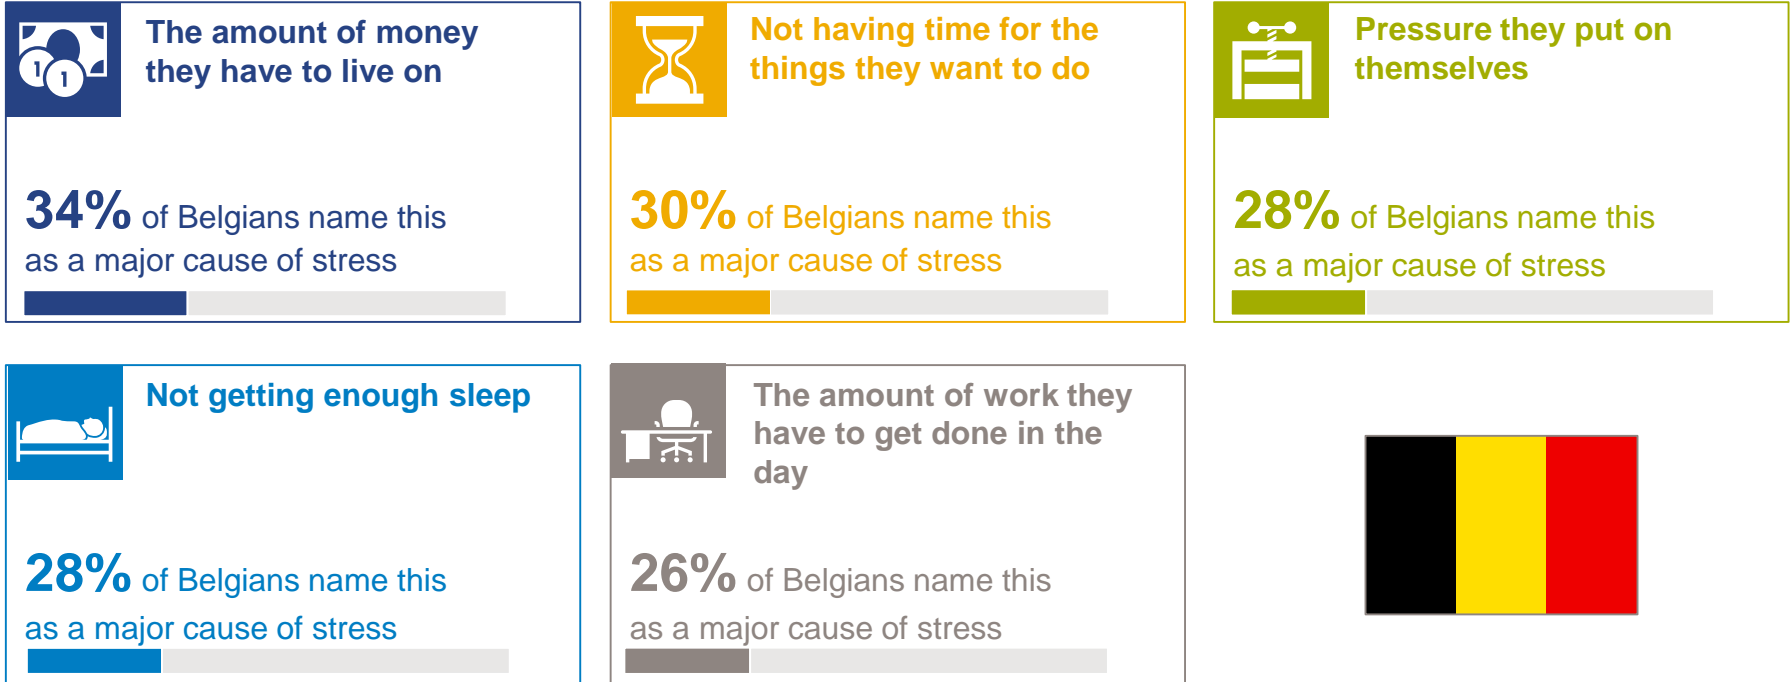 The amount of money
they have to live on
34% of Belgians name this
as a major cause of stress
Not having time for the
things they want to do
30% of Belgians name this
as a major cause of stress
Pressure they put on
themselves
28% of Belgians name this
as a major cause of stress
Not getting enough sleep
28% of Belgians name this
as a major cause of stress
The amount of work they
have to get done in the
day
26% of Belgians name this
as a major cause of stress